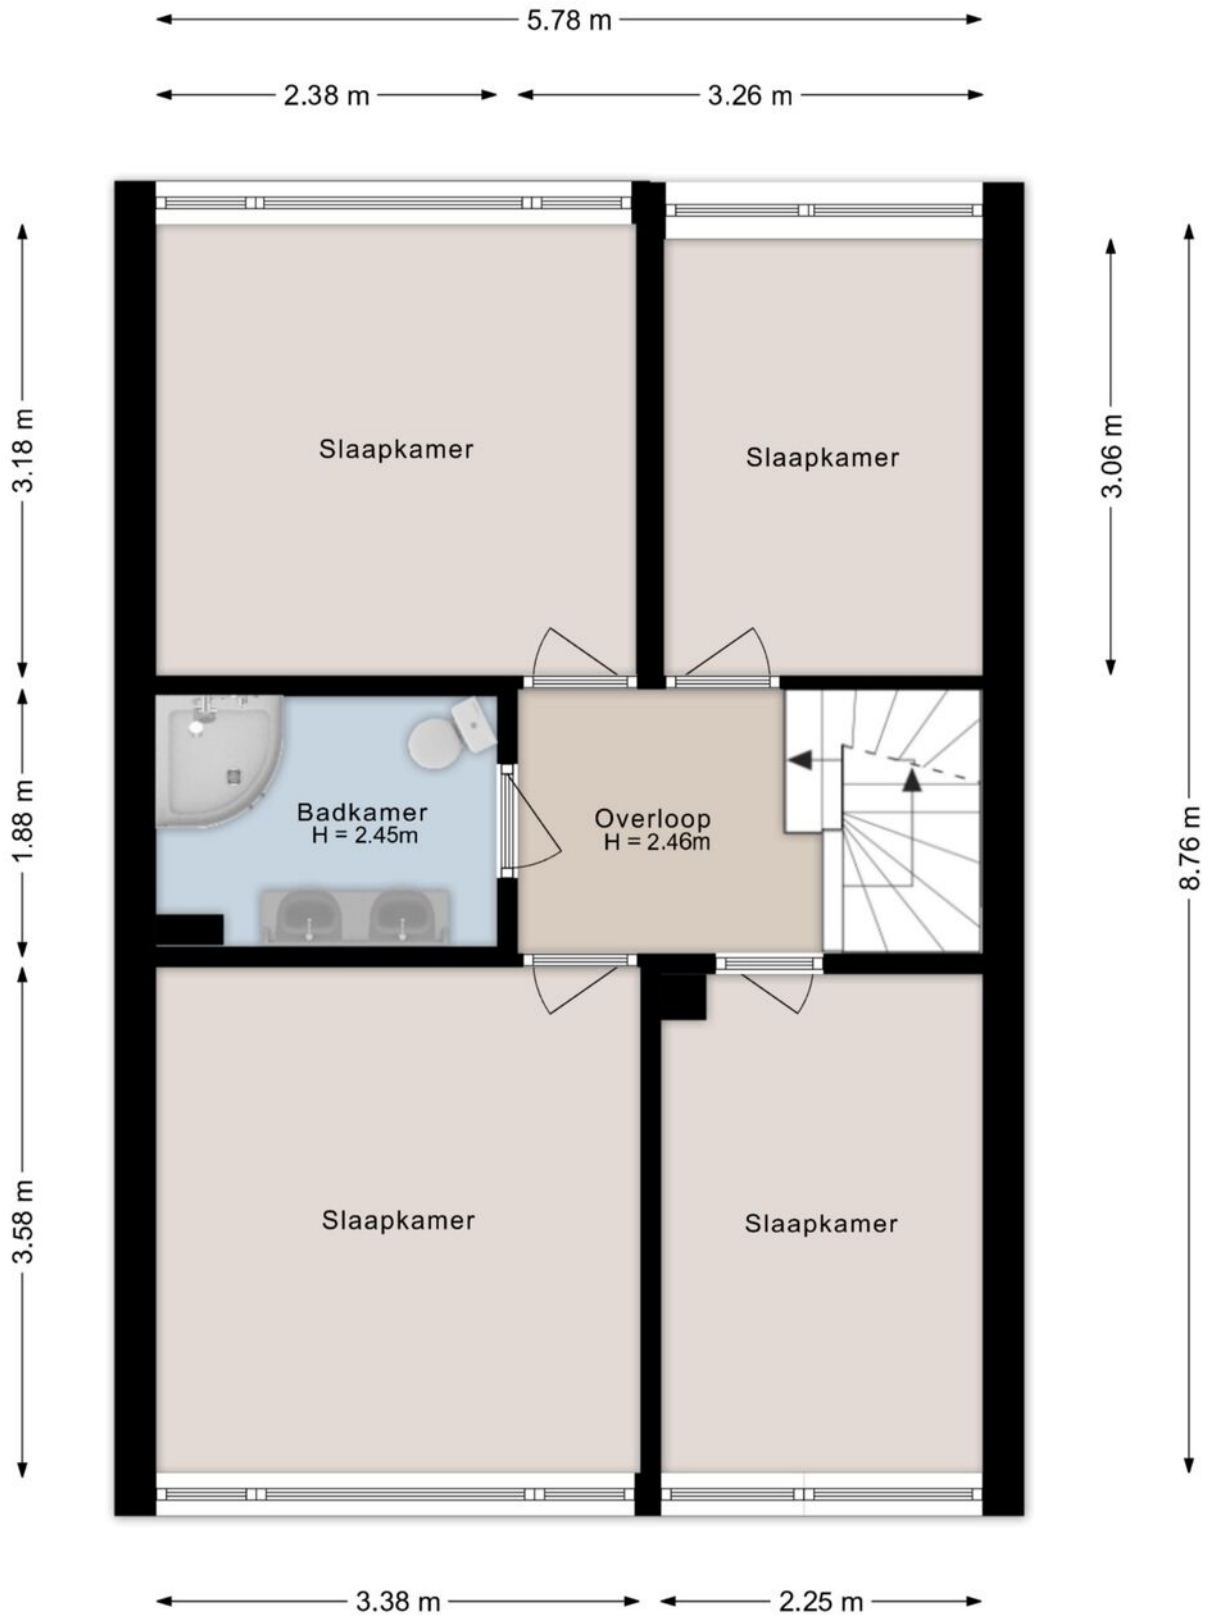 5.78 m
2.38 m
3.26 m
3.18 m
3.06 m
Slaapkamer
Slaapkamer
1.88 m
8.76 m
Badkamer
H = 2.45m
Overloop
H = 2.46m
3.58 m
Slaapkamer
Slaapkamer
3.38 m
2.25 m